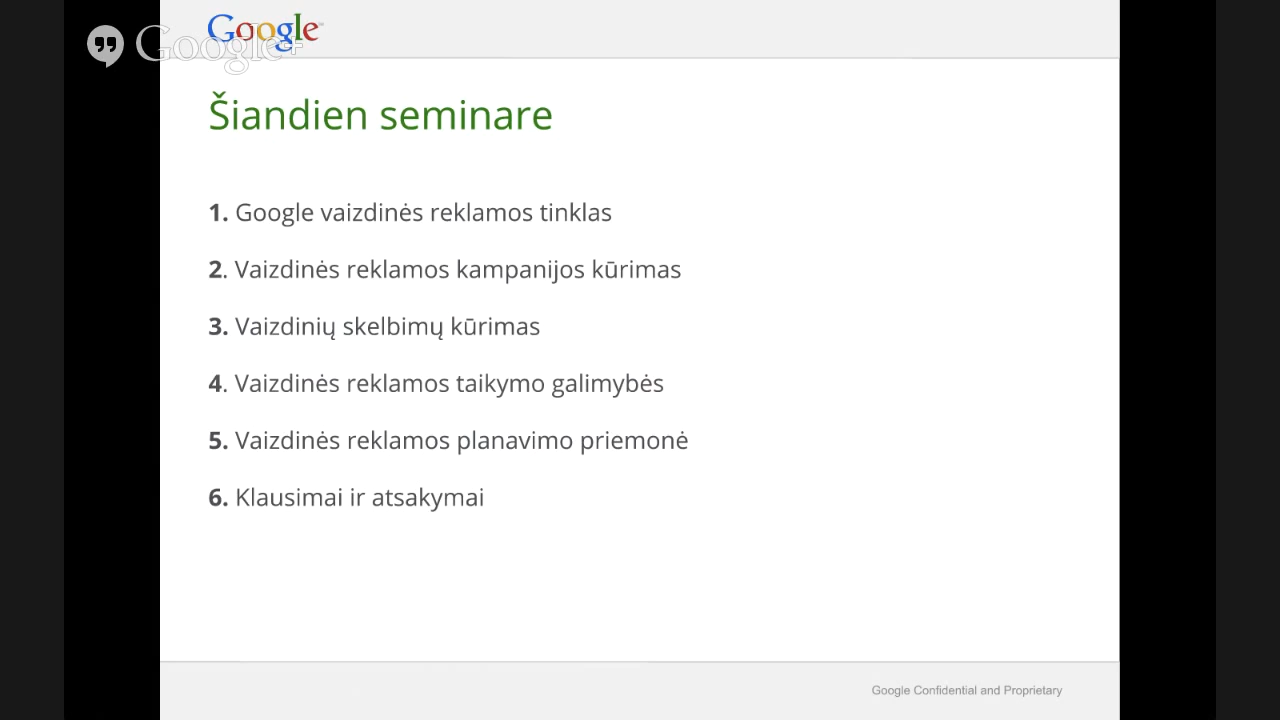 Google
Google+
Šiandien seminare
1. Google vaizdinės reklamos tinklas
2. Vaizdinės reklamos kampanijos kūrimas
3. Vaizdinių skelbimų kūrimas
4. Vaizdinės reklamos taikymo galimybės
5. Vaizdinės reklamos planavimo priemonė
6. Klausimai ir atsakymai
Google Confidential and Proprietary